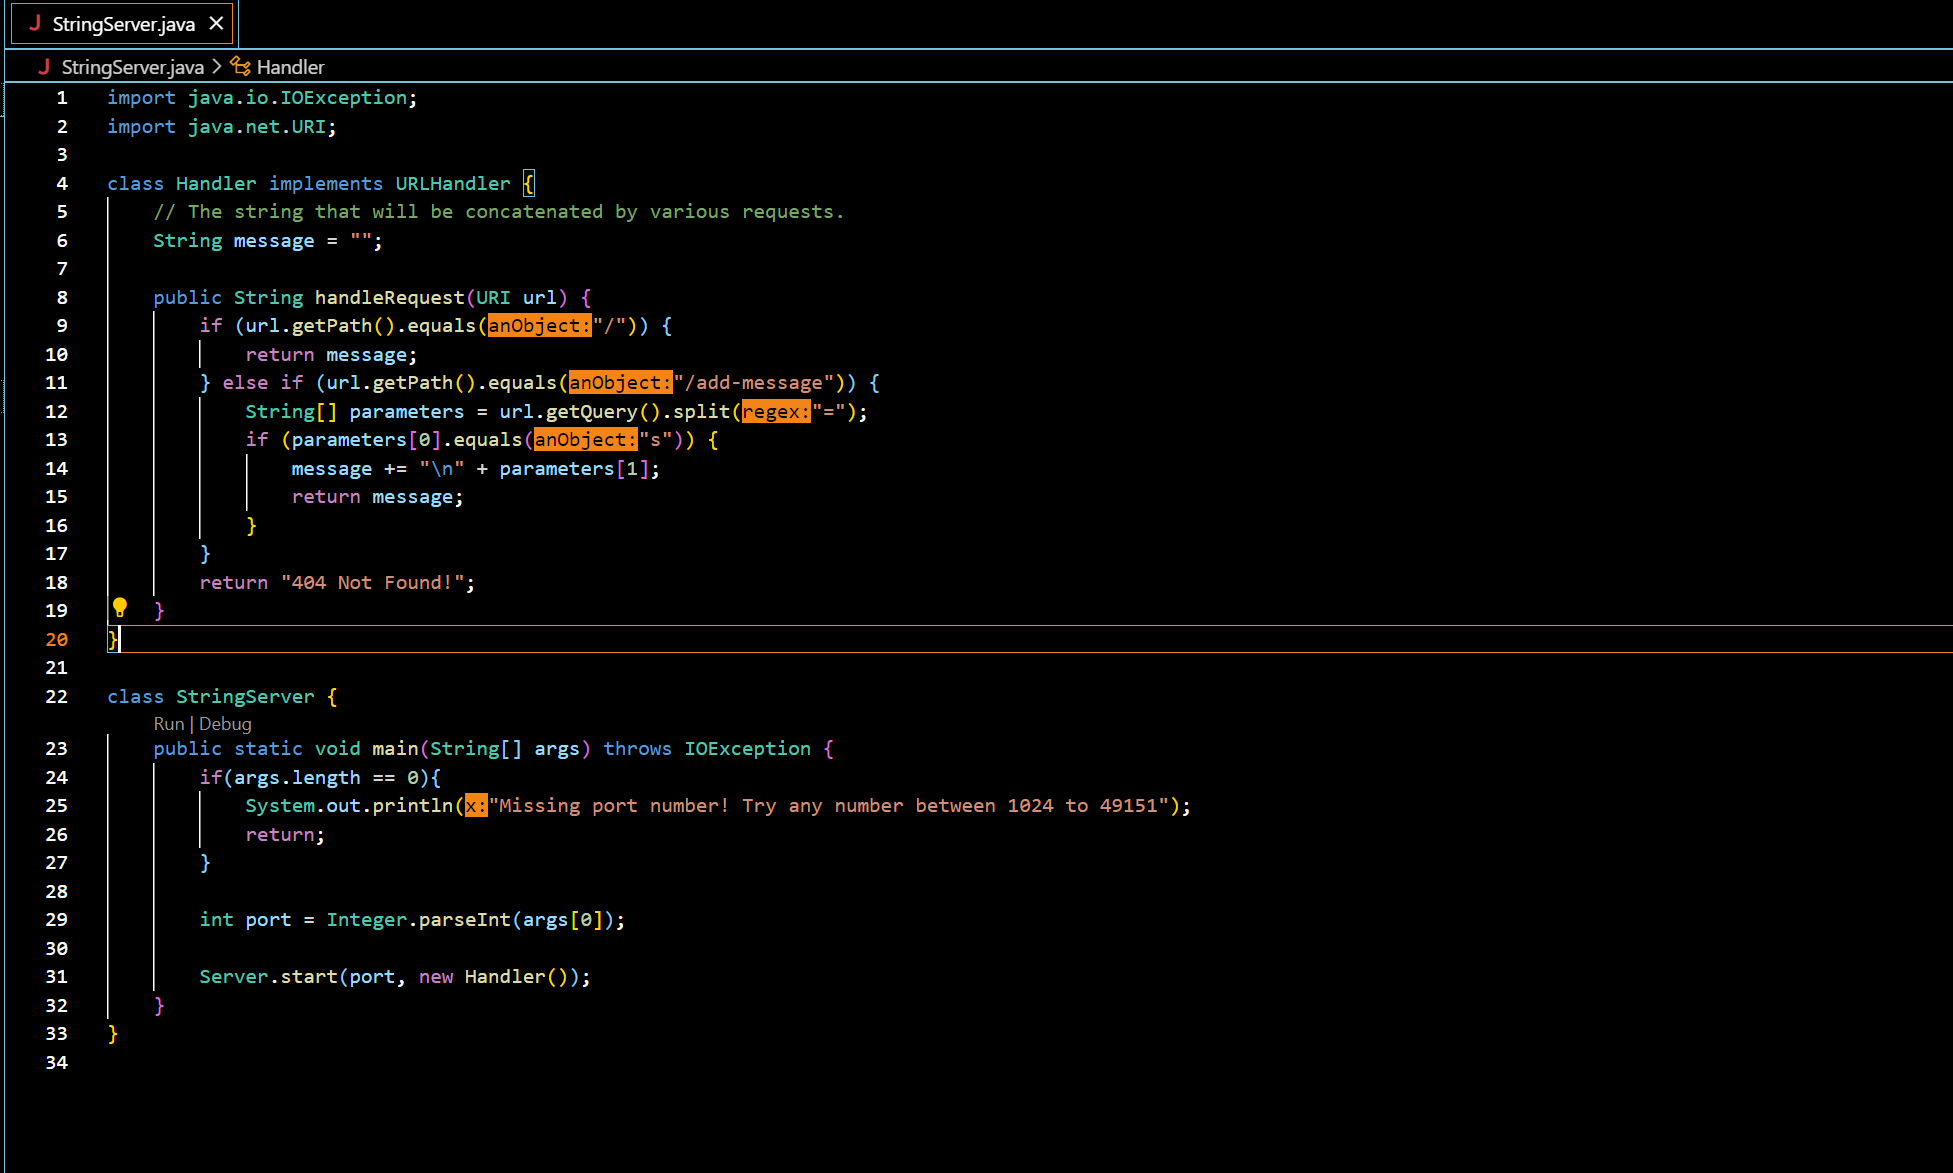 J StringServer.java ×
J StringServer.java > Handler
1 import java.io.IOException;
2 import java.net.URI;
3
4 class Handler implements URLHandler {
5     // The string that will be concatenated by various requests.
6     String message = "";
7
8     public String handleRequest(URI url) {
9         if (url.getPath().equals(anObject:"/")) {
10             return message;
11         } else if (url.getPath().equals(anObject:"/add-message")) {
12             String[] parameters = url.getQuery().split(regex:"=");
13             if (parameters[0].equals(anObject:"s")) {
14                 message += "\n" + parameters[1];
15                 return message;
16             }
17         }
18         return "404 Not Found!";
19     }
20 }
21
22 class StringServer {
Run | Debug
23     public static void main(String[] args) throws IOException {
24         if(args.length == 0){
25             System.out.println(x:"Missing port number! Try any number between 1024 to 49151");
26             return;
27         }
28
29         int port = Integer.parseInt(args[0]);
30
31         Server.start(port, new Handler());
32     }
33 }
34